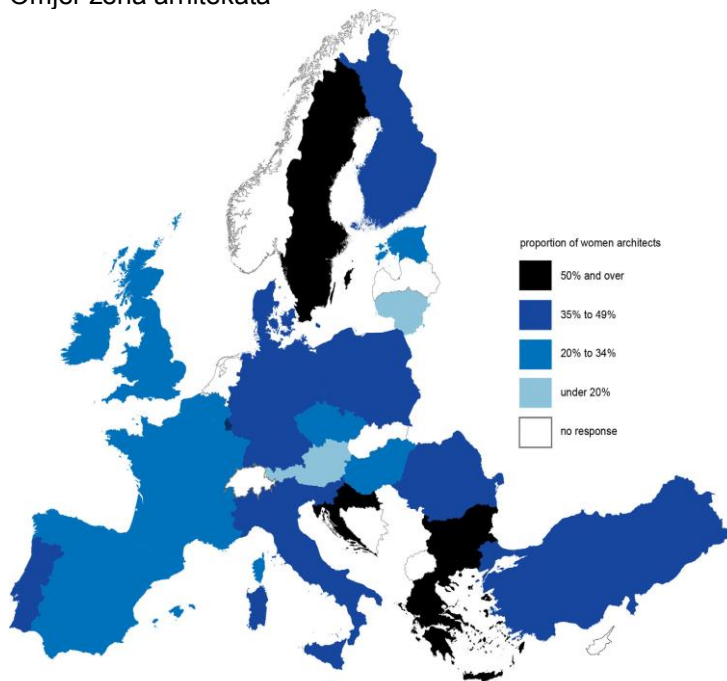 Omjer žena arhitekata
proportion of women architects
50% and over
35% to 49%
20% to 34%
under 20%
no response